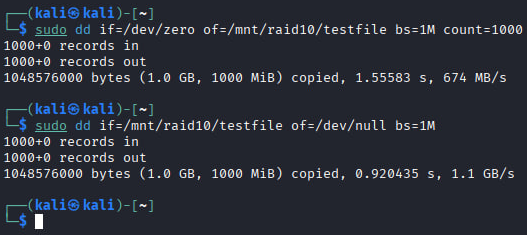 ┌──(kali㉿kali)-[~]
└─$ sudo dd if=/dev/zero of=/mnt/raid10/testfile bs=1M count=1000
1000+0 records in
1000+0 records out
1048576000 bytes (1.0 GB, 1000 MiB) copied, 1.55583 s, 674 MB/s
┌──(kali㉿kali)-[~]
└─$ sudo dd if=/mnt/raid10/testfile of=/dev/null bs=1M
1000+0 records in
1000+0 records out
1048576000 bytes (1.0 GB, 1000 MiB) copied, 0.920435 s, 1.1 GB/s
┌──(kali㉿kali)-[~]
└─$